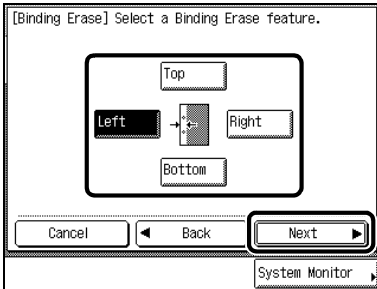 [Binding Erase] Select a Binding Erase feature.
Top
Left
Right
Bottom
Cancel
Back
Next
System Monitor